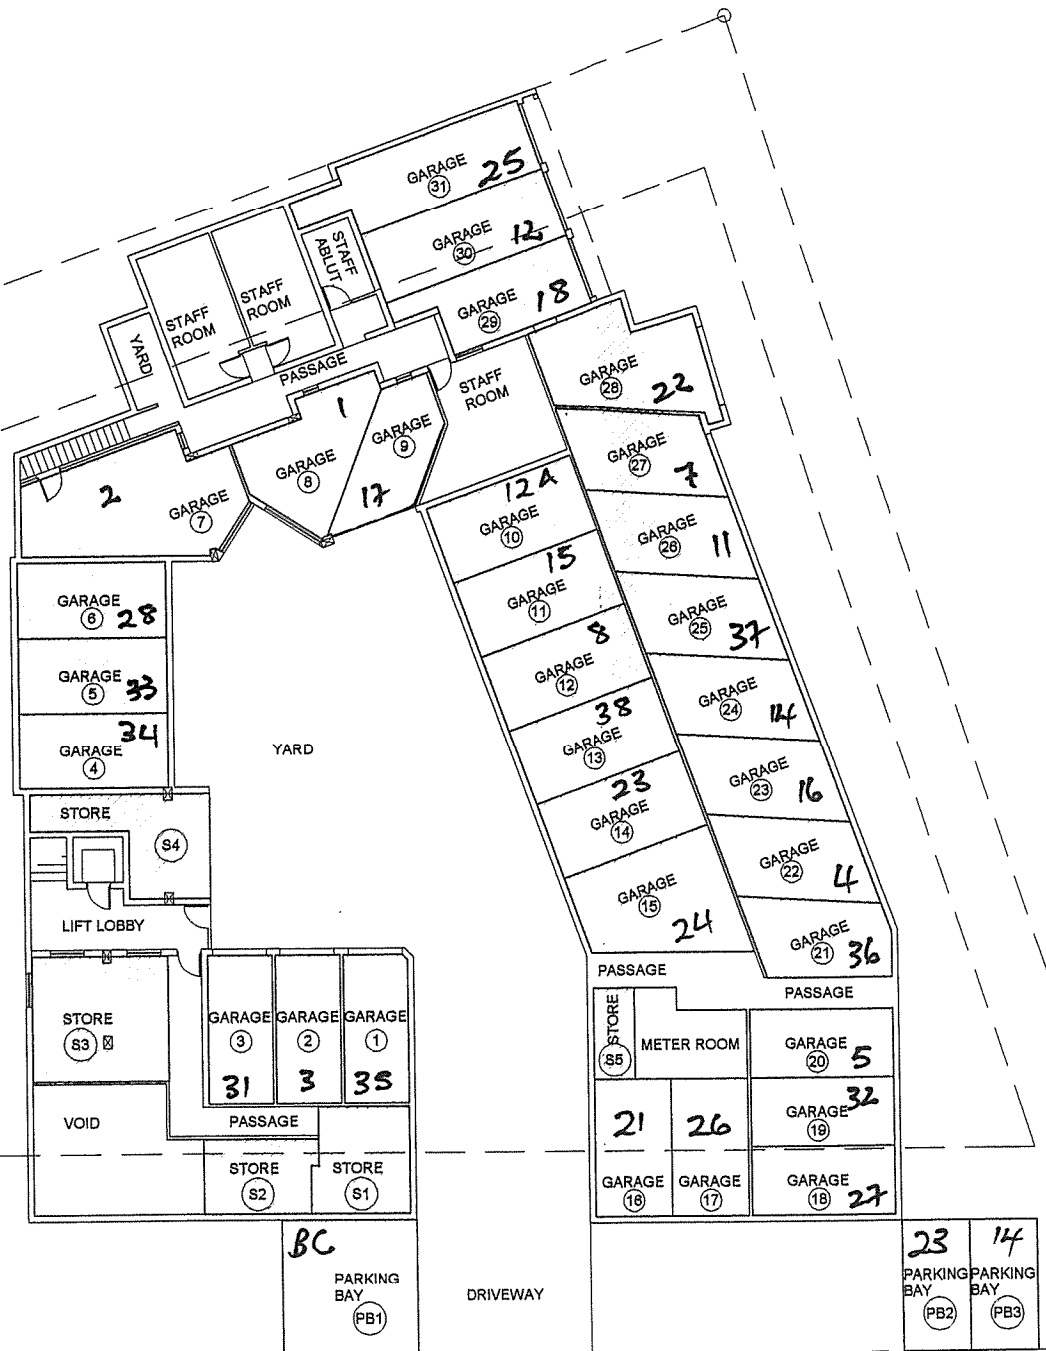 GARAGE 25
31
GARAGE 12
30
GARAGE 18
29
STAFF
ABLUT
STAFF
ROOM
STAFF
ROOM
YARD
PASSAGE
STAFF
ROOM
GARAGE
28
22
1
GARAGE
9
GARAGE
8
17
2
GARAGE
7
GARAGE
27
7
12A
GARAGE
10
GARAGE
26
11
15
GARAGE
11
GARAGE
6
28
GARAGE
25
37
8
GARAGE
12
GARAGE
5
33
GARAGE
24
14
38
GARAGE
13
34
GARAGE
4
YARD
GARAGE
23
16
23
GARAGE
14
STORE
S4
GARAGE
22
4
GARAGE
15
24
LIFT LOBBY
GARAGE
21
36
PASSAGE
PASSAGE
STORE
S3
GARAGE GARAGE GARAGE
3 2 1
31 3 35
STORE
S5
METER ROOM
GARAGE
20
5
VOID
PASSAGE
21 26
GARAGE
19
32
STORE
S2
STORE
S1
GARAGE
16
GARAGE
17
GARAGE
18
27
BC
PARKING
BAY
PB1
DRIVEWAY
23
PARKING
BAY
PB2
14
PARKING
BAY
PB3